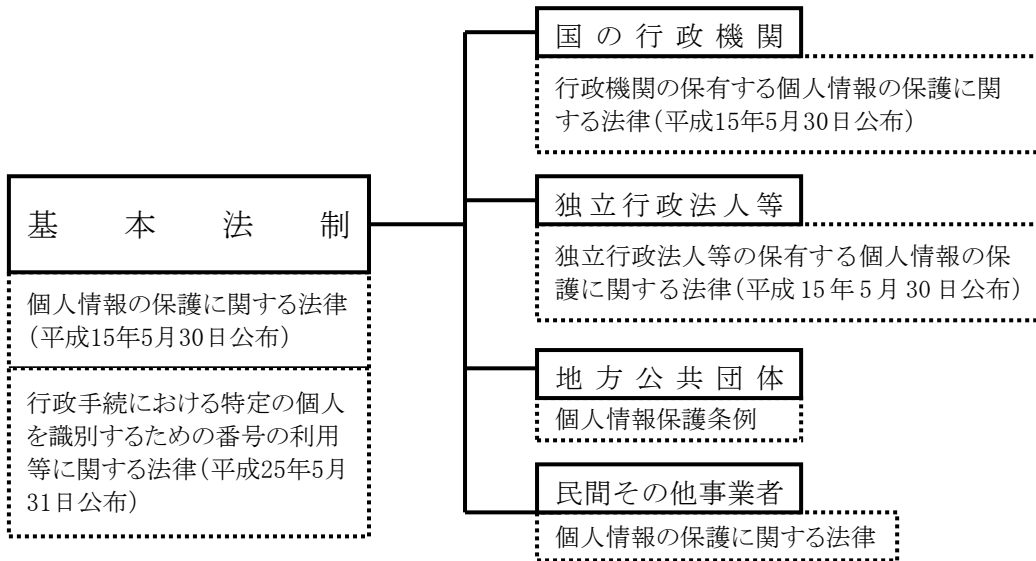 基本法制
個人情報の保護に関する法律
（平成15年5月30日公布）
行政手続における特定の個人
を識別するための番号の利用
等に関する法律（平成25年5月
31日公布）
国の行政機関
行政機関の保有する個人情報の保護に関
する法律（平成15年5月30日公布）
独立行政法人等
独立行政法人等の保有する個人情報の保
護に関する法律（平成15年5月30日公布）
地方公共団体
個人情報保護条例
民間その他事業者
個人情報の保護に関する法律